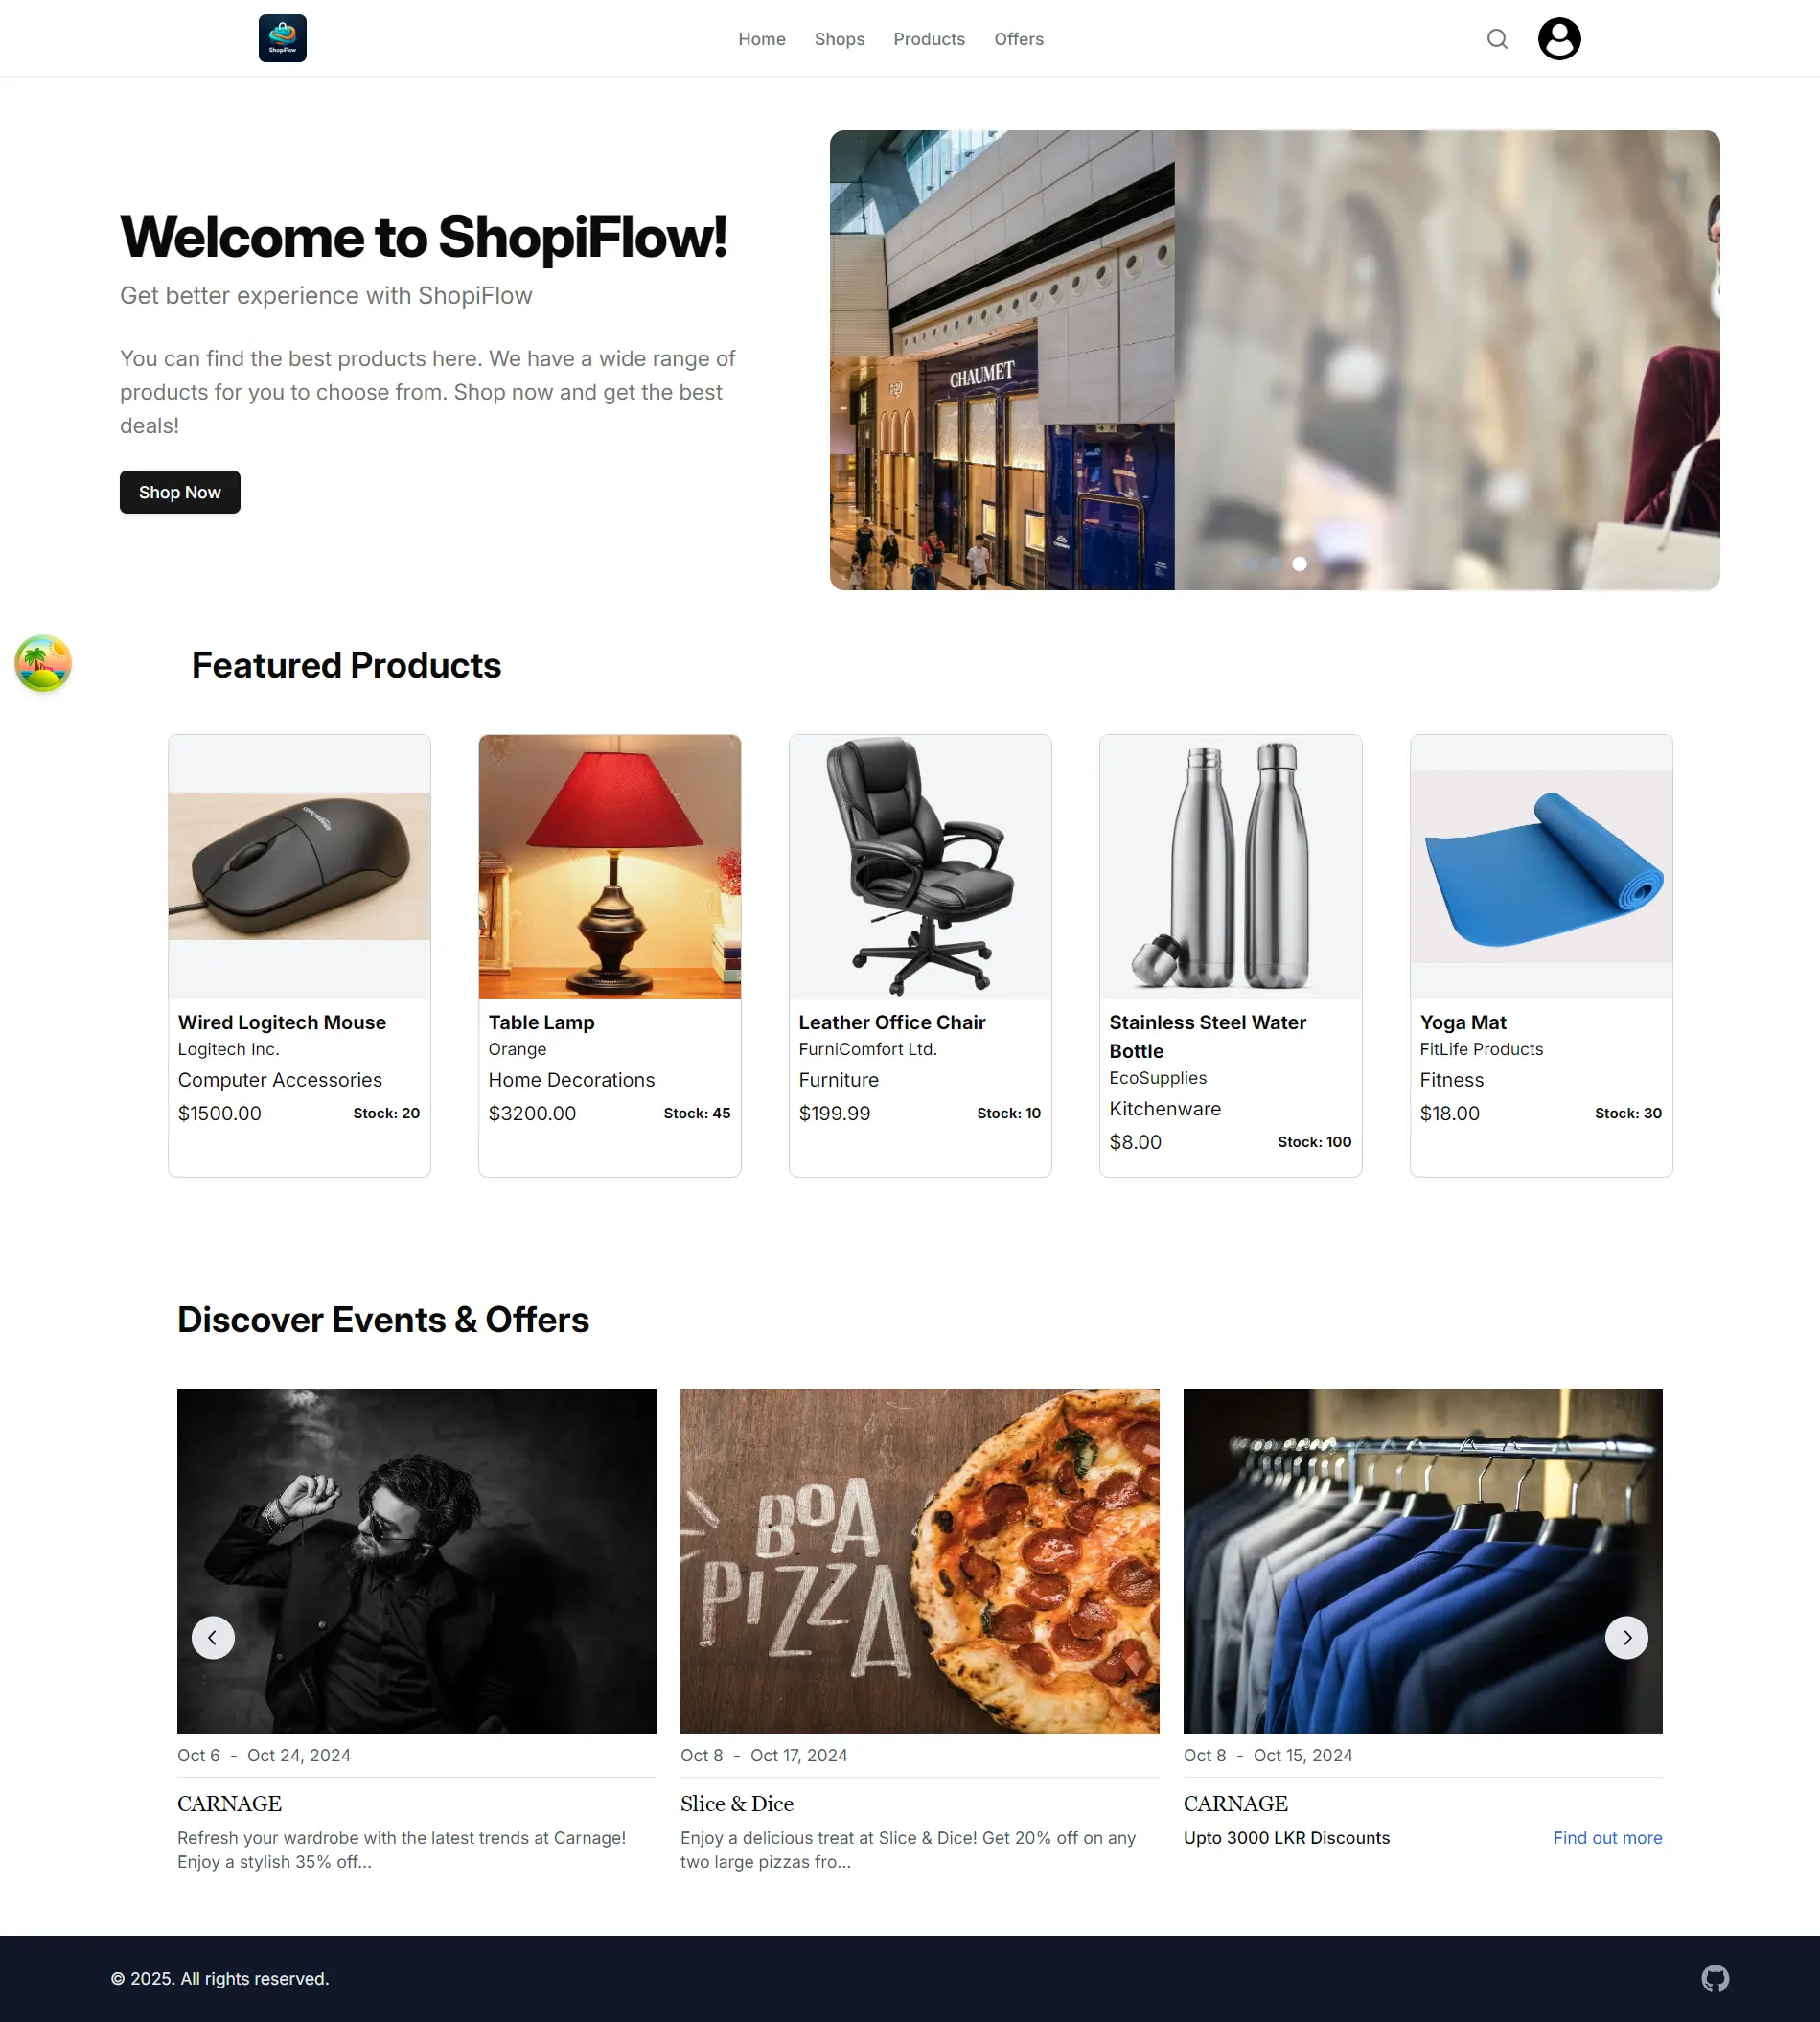 ShopiFlow
Home Shops Products Offers
Welcome to ShopiFlow!
Get better experience with ShopiFlow
You can find the best products here. We have a wide range of
products for you to choose from. Shop now and get the best
deals!
Shop Now
CHAUMET
Featured Products
Wired Logitech Mouse
Logitech Inc.
Computer Accessories
$1500.00 Stock: 20
Table Lamp
Orange
Home Decorations
$3200.00 Stock: 45
Leather Office Chair
FurniComfort Ltd.
Furniture
$199.99 Stock: 10
Stainless Steel Water
Bottle
EcoSupplies
Kitchenware
$8.00 Stock: 100
Yoga Mat
FitLife Products
Fitness
$18.00 Stock: 30
Discover Events & Offers
BOA
PIZZA
Oct 6 - Oct 24, 2024
CARNAGE
Refresh your wardrobe with the latest trends at Carnage!
Enjoy a stylish 35% off...
Oct 8 - Oct 17, 2024
Slice & Dice
Enjoy a delicious treat at Slice & Dice! Get 20% off on any
two large pizzas fro...
Oct 8 - Oct 15, 2024
CARNAGE
Upto 3000 LKR Discounts Find out more
© 2025. All rights reserved.